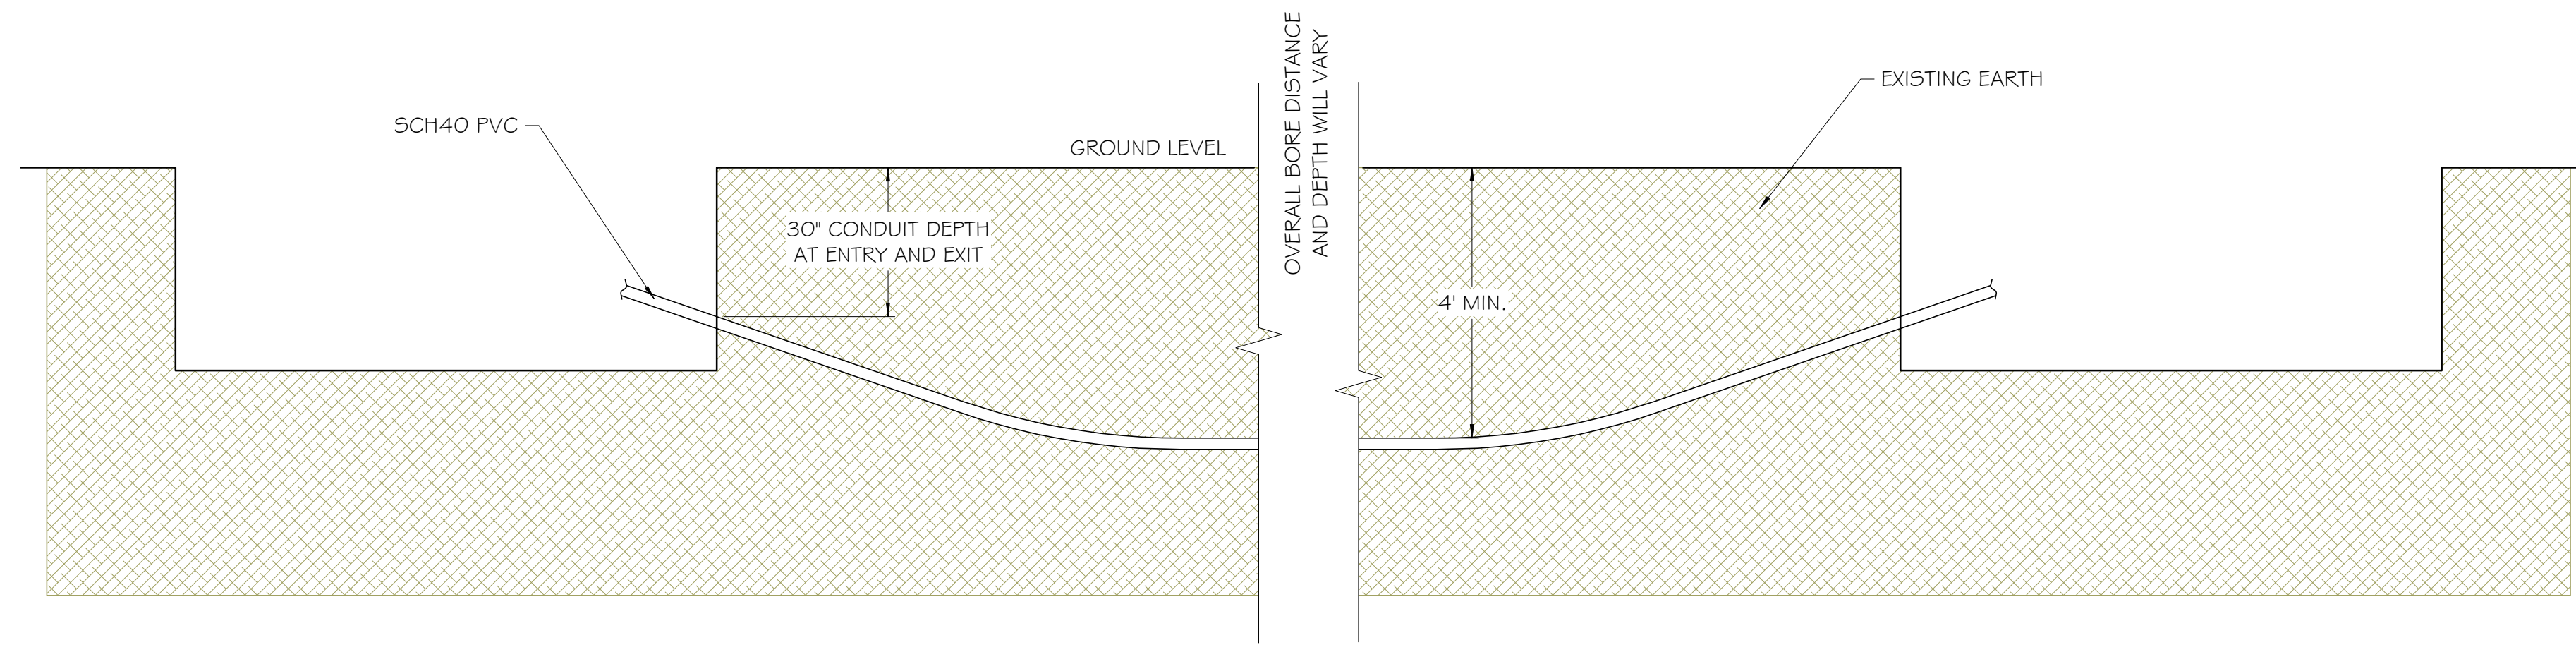 OVERALL BORE DISTANCE
AND DEPTH WILL VARY
EXISTING EARTH
SCH40 PVC
GROUND LEVEL
30" CONDUIT DEPTH
AT ENTRY AND EXIT
4' MIN.